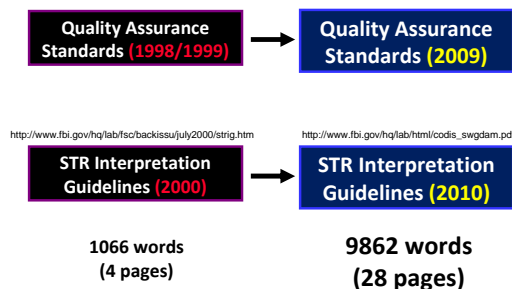 Quality Assurance
Standards (1998/1999)
Quality Assurance
Standards (2009)
http://www.fbi.gov/hq/lab/fsc/backissu/july2000/strig.htm
http://www.fbi.gov/hq/lab/html/codis_swgdam.pd
STR Interpretation
Guidelines (2000)
STR Interpretation
Guidelines (2010)
1066 words
(4 pages)
9862 words
(28 pages)